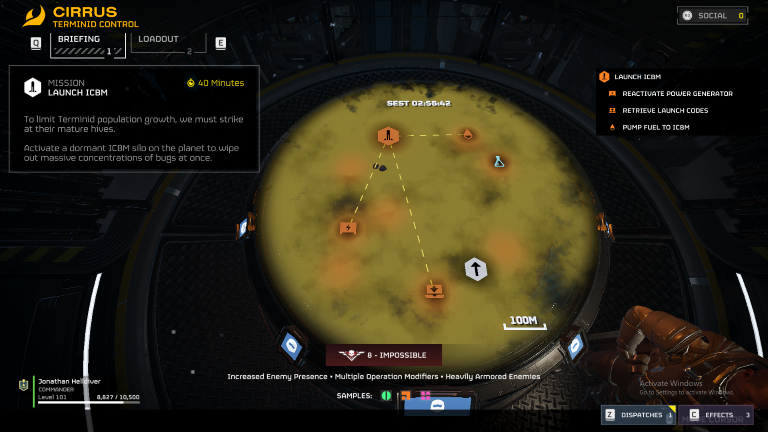 CIRRUS
TERMINID CONTROL
SOCIAL 0
Q
BRIEFING
1
LOADOUT
2
E
MISSION
LAUNCH ICBM
40 Minutes
To limit Terminid population growth, we must strike
at their mature hives.
Activate a dormant ICBM silo on the planet to wipe
out massive concentrations of bugs at once.
LAUNCH ICBM
REACTIVATE POWER GENERATOR
RETRIEVE LAUNCH CODES
PUMP FUEL TO ICBM
SEST 02:56:42
100M
8 - IMPOSSIBLE
Increased Enemy Presence • Multiple Operation Modifiers • Heavily Armored Enemies
SAMPLES:
Jonathan Hellciver
COMMANDER
Level 101
8,827 / 10,500
Activate Windows
Go to Settings to activate Windows.
Z
DISPATCHES
1
C
EFFECTS
3